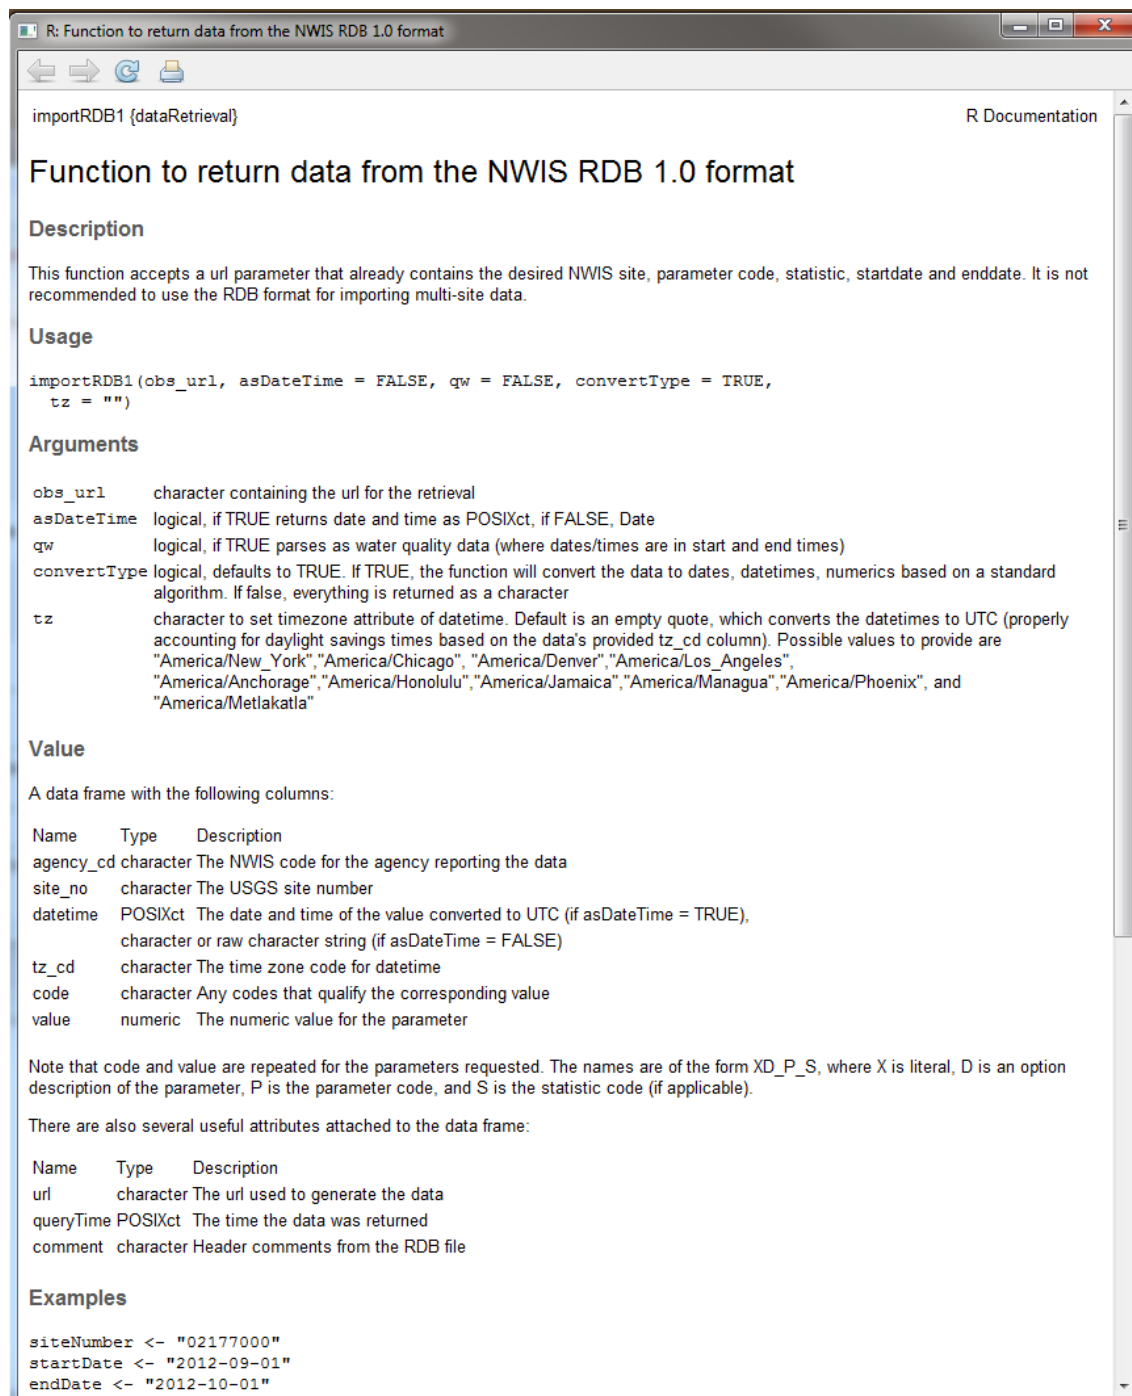 R: Function to return data from the NWIS RDB 1.0 format
importRDB1 {dataRetrieval} R Documentation
Function to return data from the NWIS RDB 1.0 format
Description
This function accepts a url parameter that already contains the desired NWIS site, parameter code, statistic, startdate and enddate. It is not
recommended to use the RDB format for importing multi-site data.
Usage
importRDB1(obs_url, asDateTime = FALSE, qw = FALSE, convertType = TRUE,
tz = "")
Arguments
obs_url character containing the url for the retrieval
asDateTime logical, if TRUE returns date and time as POSIXct, if FALSE, Date
qw logical, if TRUE parses as water quality data (where dates/times are in start and end times)
convertType logical, defaults to TRUE. If TRUE, the function will convert the data to dates, datetimes, numerics based on a standard
algorithm. If false, everything is returned as a character
tz character to set timezone attribute of datetime. Default is an empty quote, which converts the datetimes to UTC (properly
accounting for daylight savings times based on the data's provided tz_cd column). Possible values to provide are
"America/New_York","America/Chicago", "America/Denver","America/Los_Angeles",
"America/Anchorage","America/Honolulu","America/Jamaica","America/Managua","America/Phoenix", and
"America/Metlakatla"
Value
A data frame with the following columns:
Name Type Description
agency_cd character The NWIS code for the agency reporting the data
site_no character The USGS site number
datetime POSIXct The date and time of the value converted to UTC (if asDateTime = TRUE),
character or raw character string (if asDateTime = FALSE)
tz_cd character The time zone code for datetime
code character Any codes that qualify the corresponding value
value numeric The numeric value for the parameter
Note that code and value are repeated for the parameters requested. The names are of the form XD_P_S, where X is literal, D is an option
description of the parameter, P is the parameter code, and S is the statistic code (if applicable).
There are also several useful attributes attached to the data frame:
Name Type Description
url character The url used to generate the data
queryTime POSIXct The time the data was returned
comment character Header comments from the RDB file
Examples
siteNumber <- "02177000"
startDate <- "2012-09-01"
endDate <- "2012-10-01"